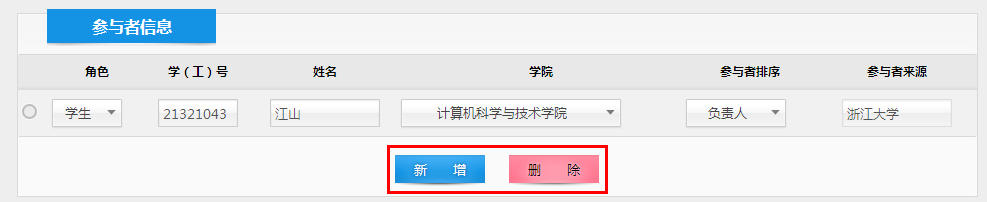 参与者信息
角色 学（工）号 姓名 学院 参与者排序 参与者来源
学生 21321043 江山 计算机科学与技术学院 负责人 浙江大学
新 增 删 除